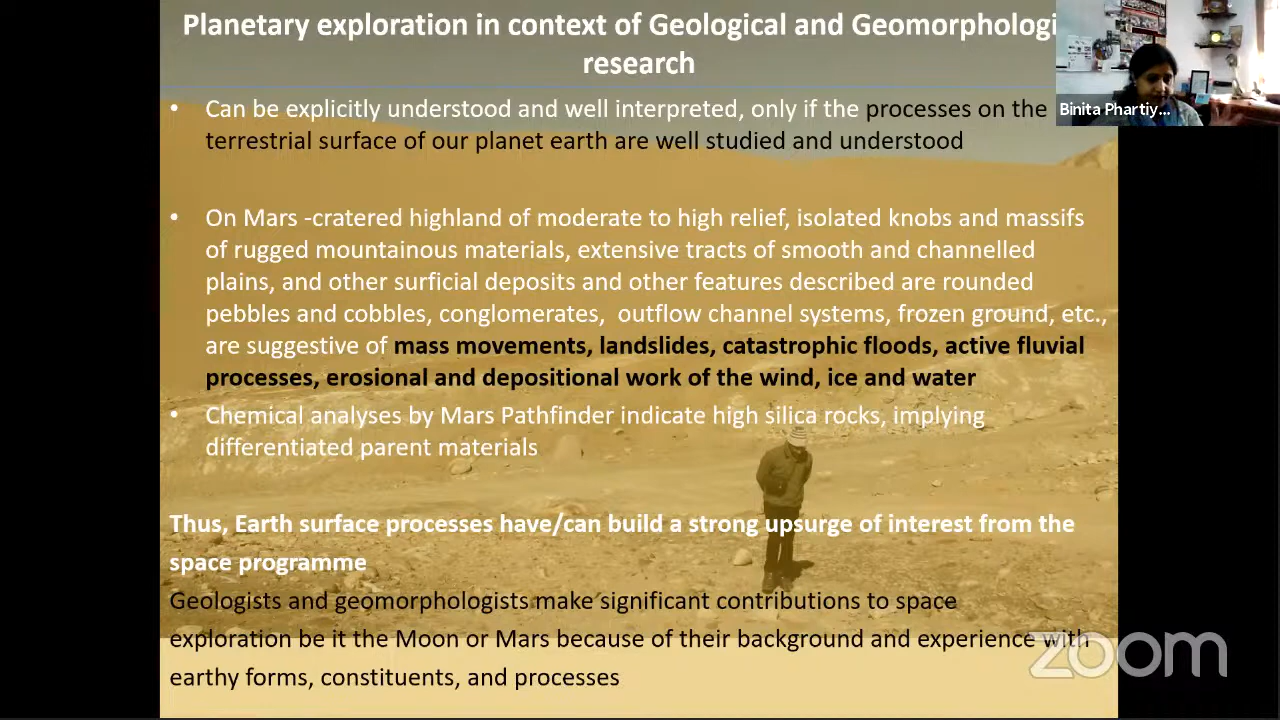 Planetary exploration in context of Geological and Geomorphologi
research
• Can be explicitly understood and well interpreted, only if the processes on the
terrestrial surface of our planet earth are well studied and understood
• On Mars -cratered highland of moderate to high relief, isolated knobs and massifs
of rugged mountainous materials, extensive tracts of smooth and channelled
plains, and other surficial deposits and other features described are rounded
pebbles and cobbles, conglomerates, outflow channel systems, frozen ground, etc.,
are suggestive of mass movements, landslides, catastrophic floods, active fluvial
processes, erosional and depositional work of the wind, ice and water
• Chemical analyses by Mars Pathfinder indicate high silica rocks, implying
differentiated parent materials
Thus, Earth surface processes have/can build a strong upsurge of interest from the
space programme
Geologists and geomorphologists make significant contributions to space
exploration be it the Moon or Mars because of their background and experience with
earthy forms, constituents, and processes
Binita Phartiy...
zoom